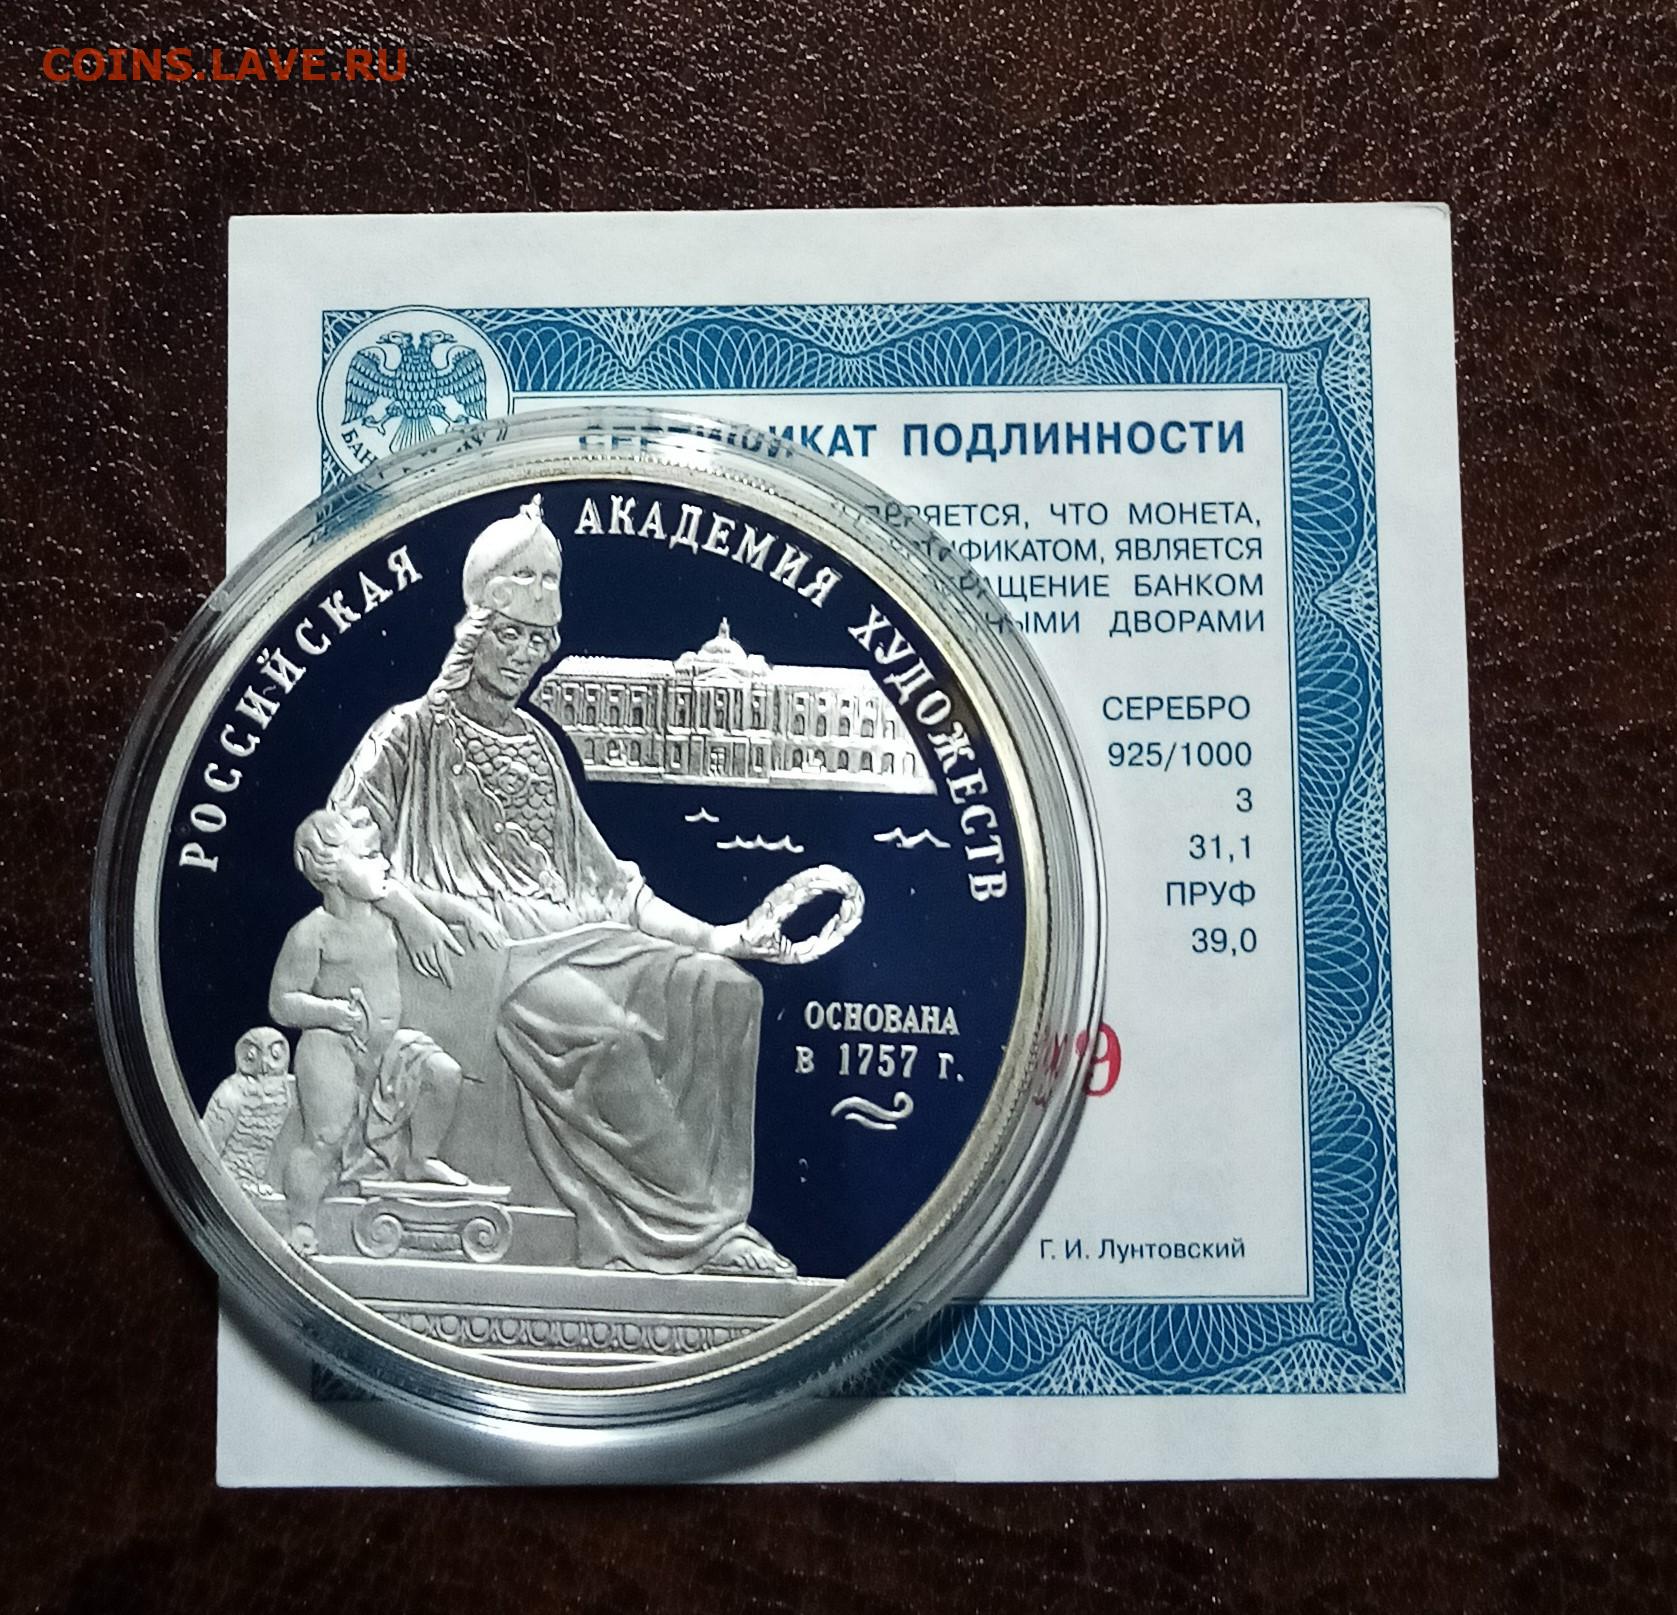 COINS.LAVE.RU
СЕРТИФИКАТ ПОДЛИННОСТИ
ЧТО МОНЕТА,
ЯВЛЯЕТСЯ
БАНКОМ
ДВОРАМИ
СЕРЕБРО
925/1000
3
31,1
ПРУФ
39,0
Г. И. Лунтовский
РОССИЙСКАЯ АКАДЕМИЯ ХУДОЖЕСТВ
ОСНОВАНА
В 1757 г.